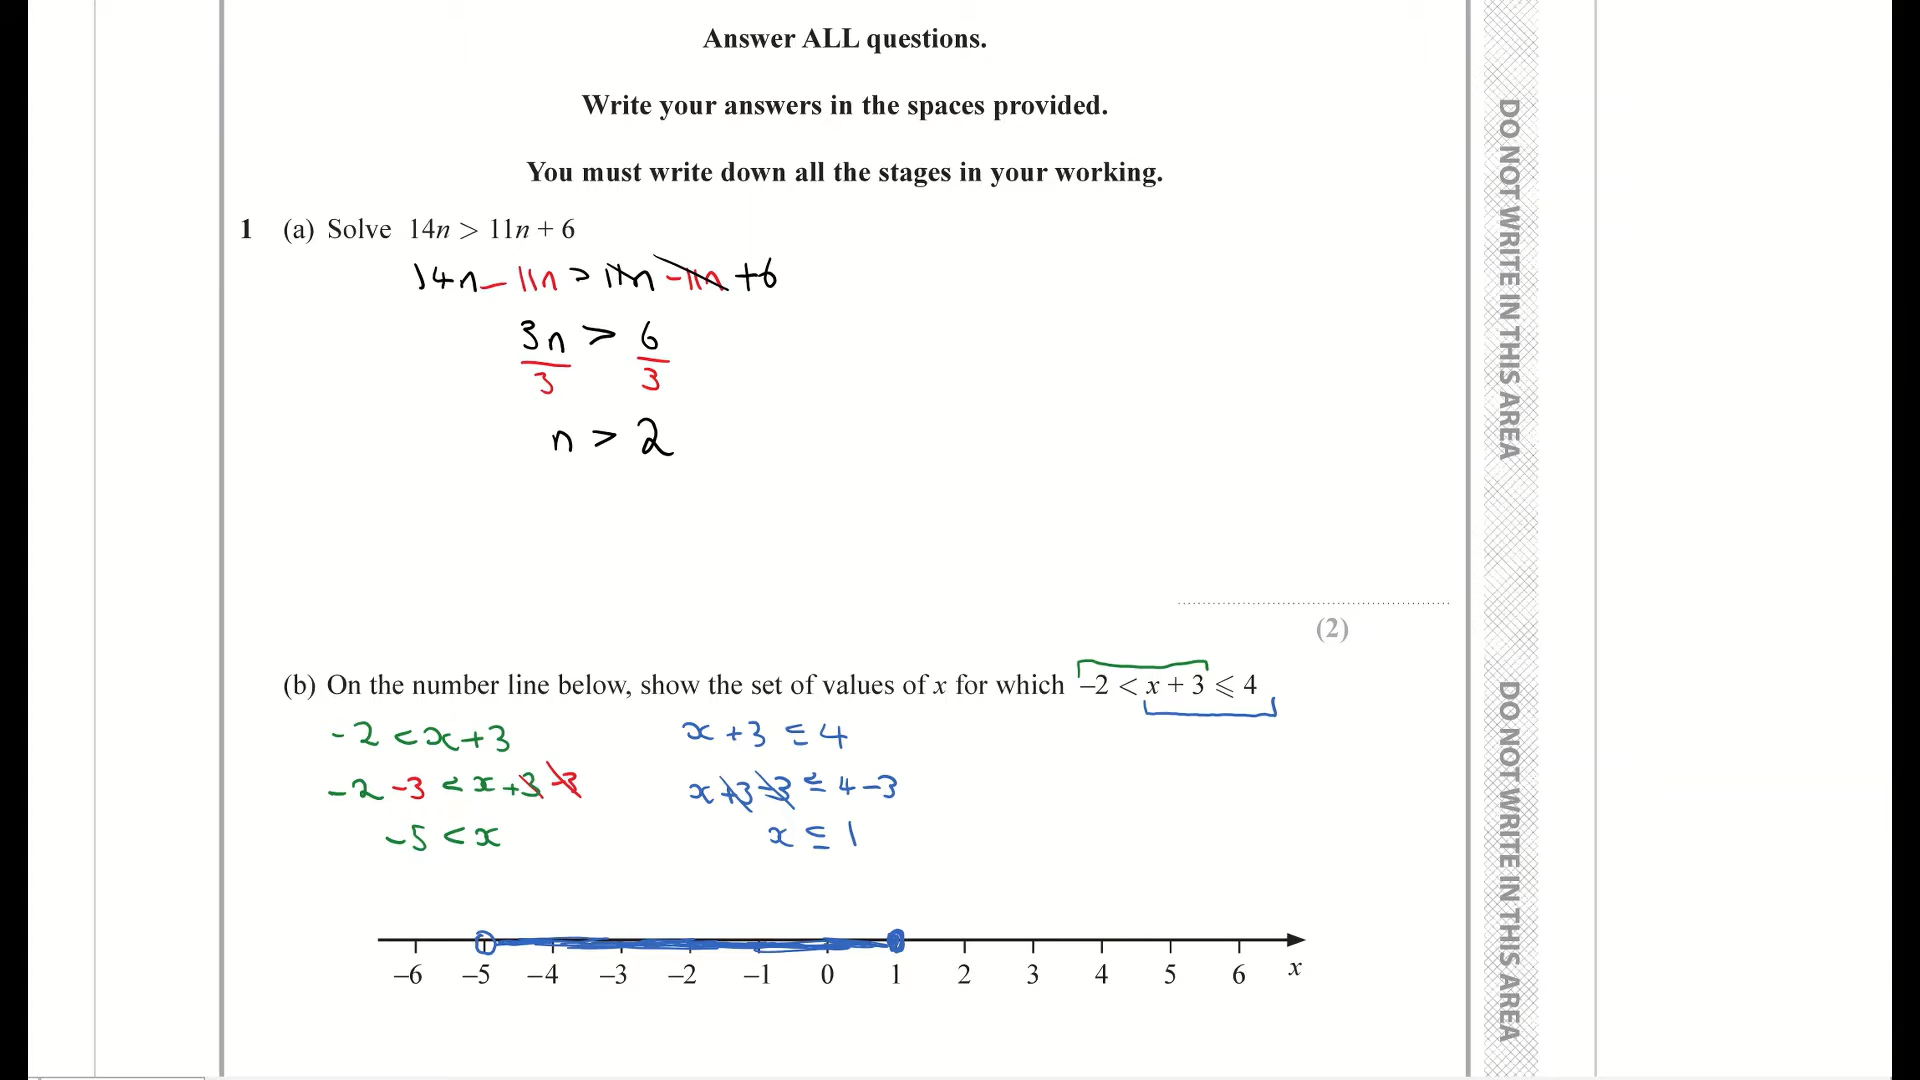 Answer ALL questions.
Write your answers in the spaces provided.
You must write down all the stages in your working.
1 (a) Solve 14n > 11n + 6
14n - 11n > 11n - 11n + 6
3n > 6
3 3
n > 2
(2)
(b) On the number line below, show the set of values of x for which –2 < x + 3 ⩽ 4
-2 < x + 3 x + 3 ≤ 4
-2 - 3 < x + 3 - 3 x + 3 - 3 ≤ 4 - 3
-5 < x x ≤ 1
–6 –5 –4 –3 –2 –1 0 1 2 3 4 5 6 x
DO NOT WRITE IN THIS AREA
DO NOT WRITE IN THIS AREA